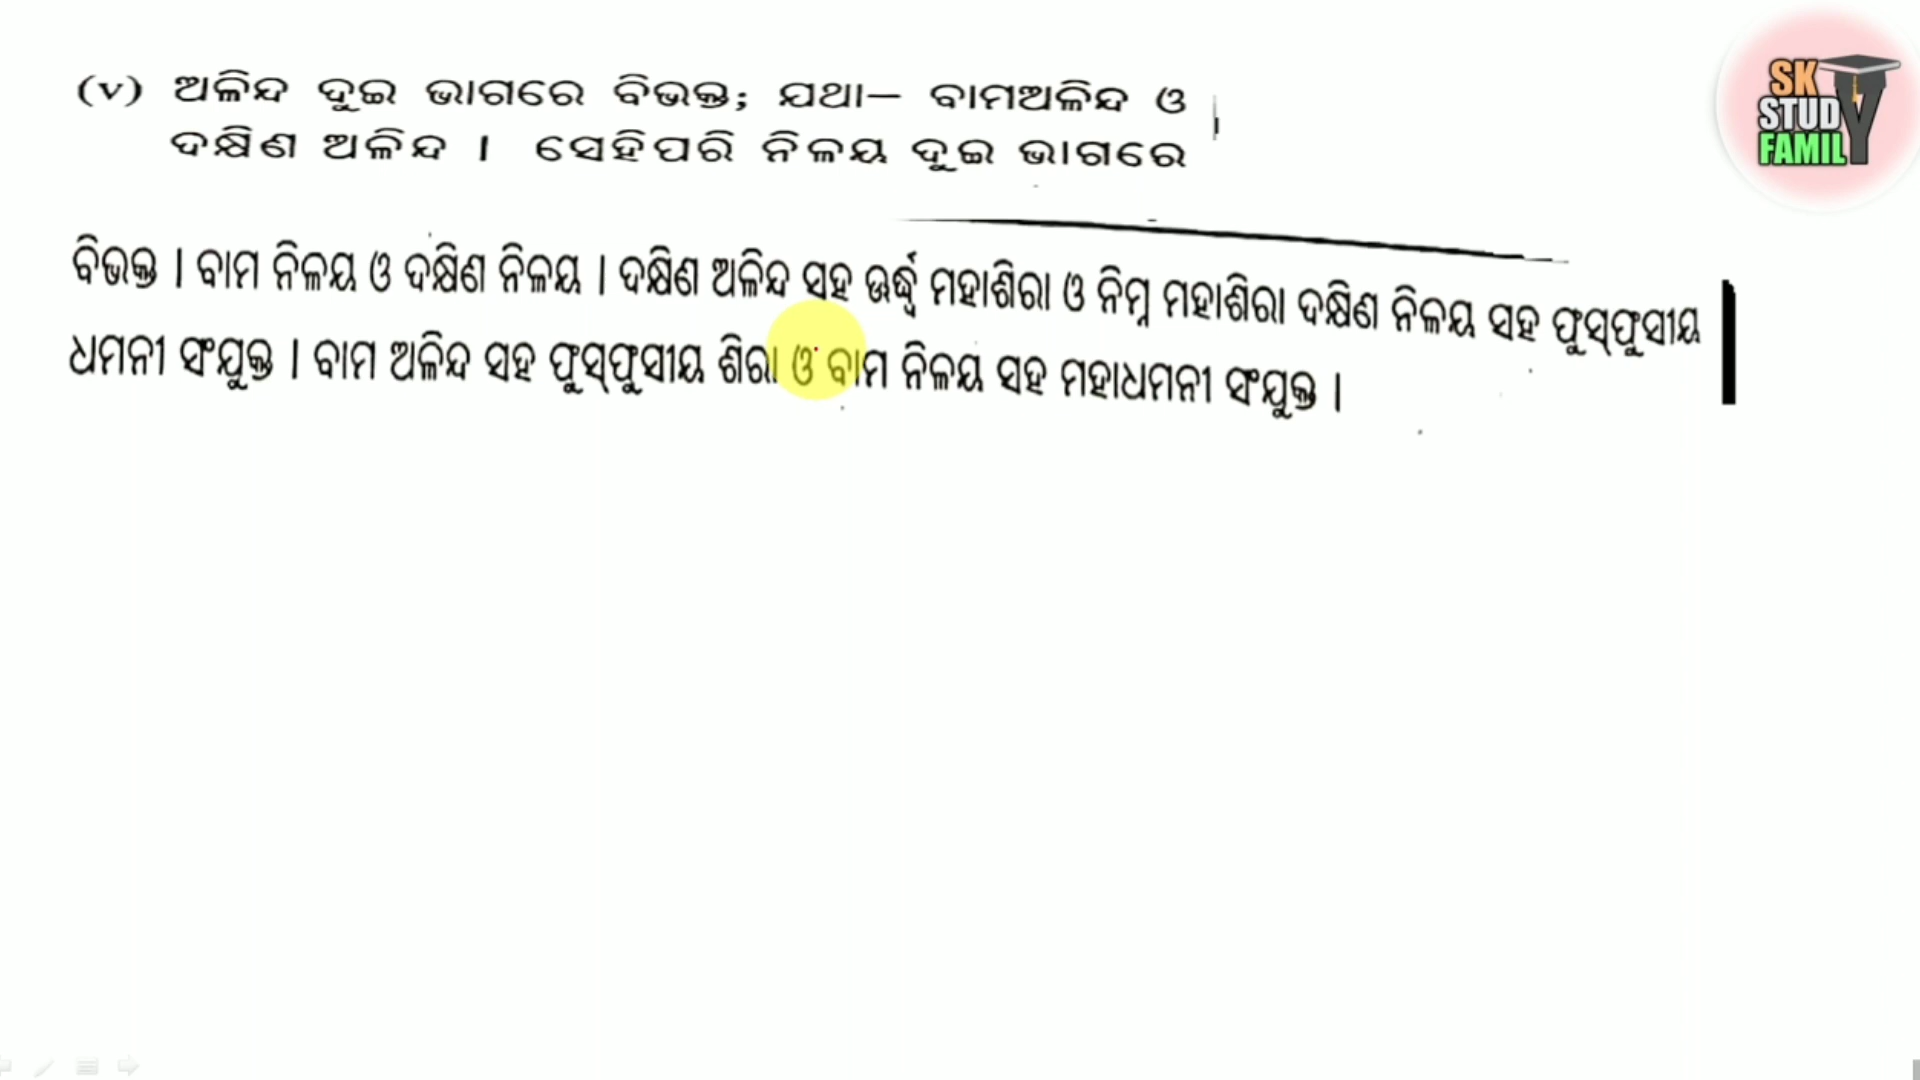 (v) ଅଳିନ୍ଦ ଦୁଇ ଭାଗରେ ବିଭକ୍ତ; ଯଥା— ବାମଅଳିନ୍ଦ ଓ
ଦକ୍ଷିଣ ଅଳିନ୍ଦ । ସେହିପରି ନିଳୟ ଦୁଇ ଭାଗରେ
ବିଭକ୍ତ । ବାମ ନିଳୟ ଓ ଦକ୍ଷିଣ ନିଳୟ । ଦକ୍ଷିଣ ଅଳିନ୍ଦ ସହ ଊର୍ଦ୍ଧ୍ଵ ମହାଶିରା ଓ ନିମ୍ନ ମହାଶିରା ଦକ୍ଷିଣ ନିଳୟ ସହ ଫୁସ୍‌ଫୁସୀୟ
ଧମନୀ ସଂଯୁକ୍ତ । ବାମ ଅଳିନ୍ଦ ସହ ଫୁସ୍‌ଫୁସୀୟ ଶିରା ଓ ବାମ ନିଳୟ ସହ ମହାଧମନୀ ସଂଯୁକ୍ତ ।
SK
STUDY
FAMILY